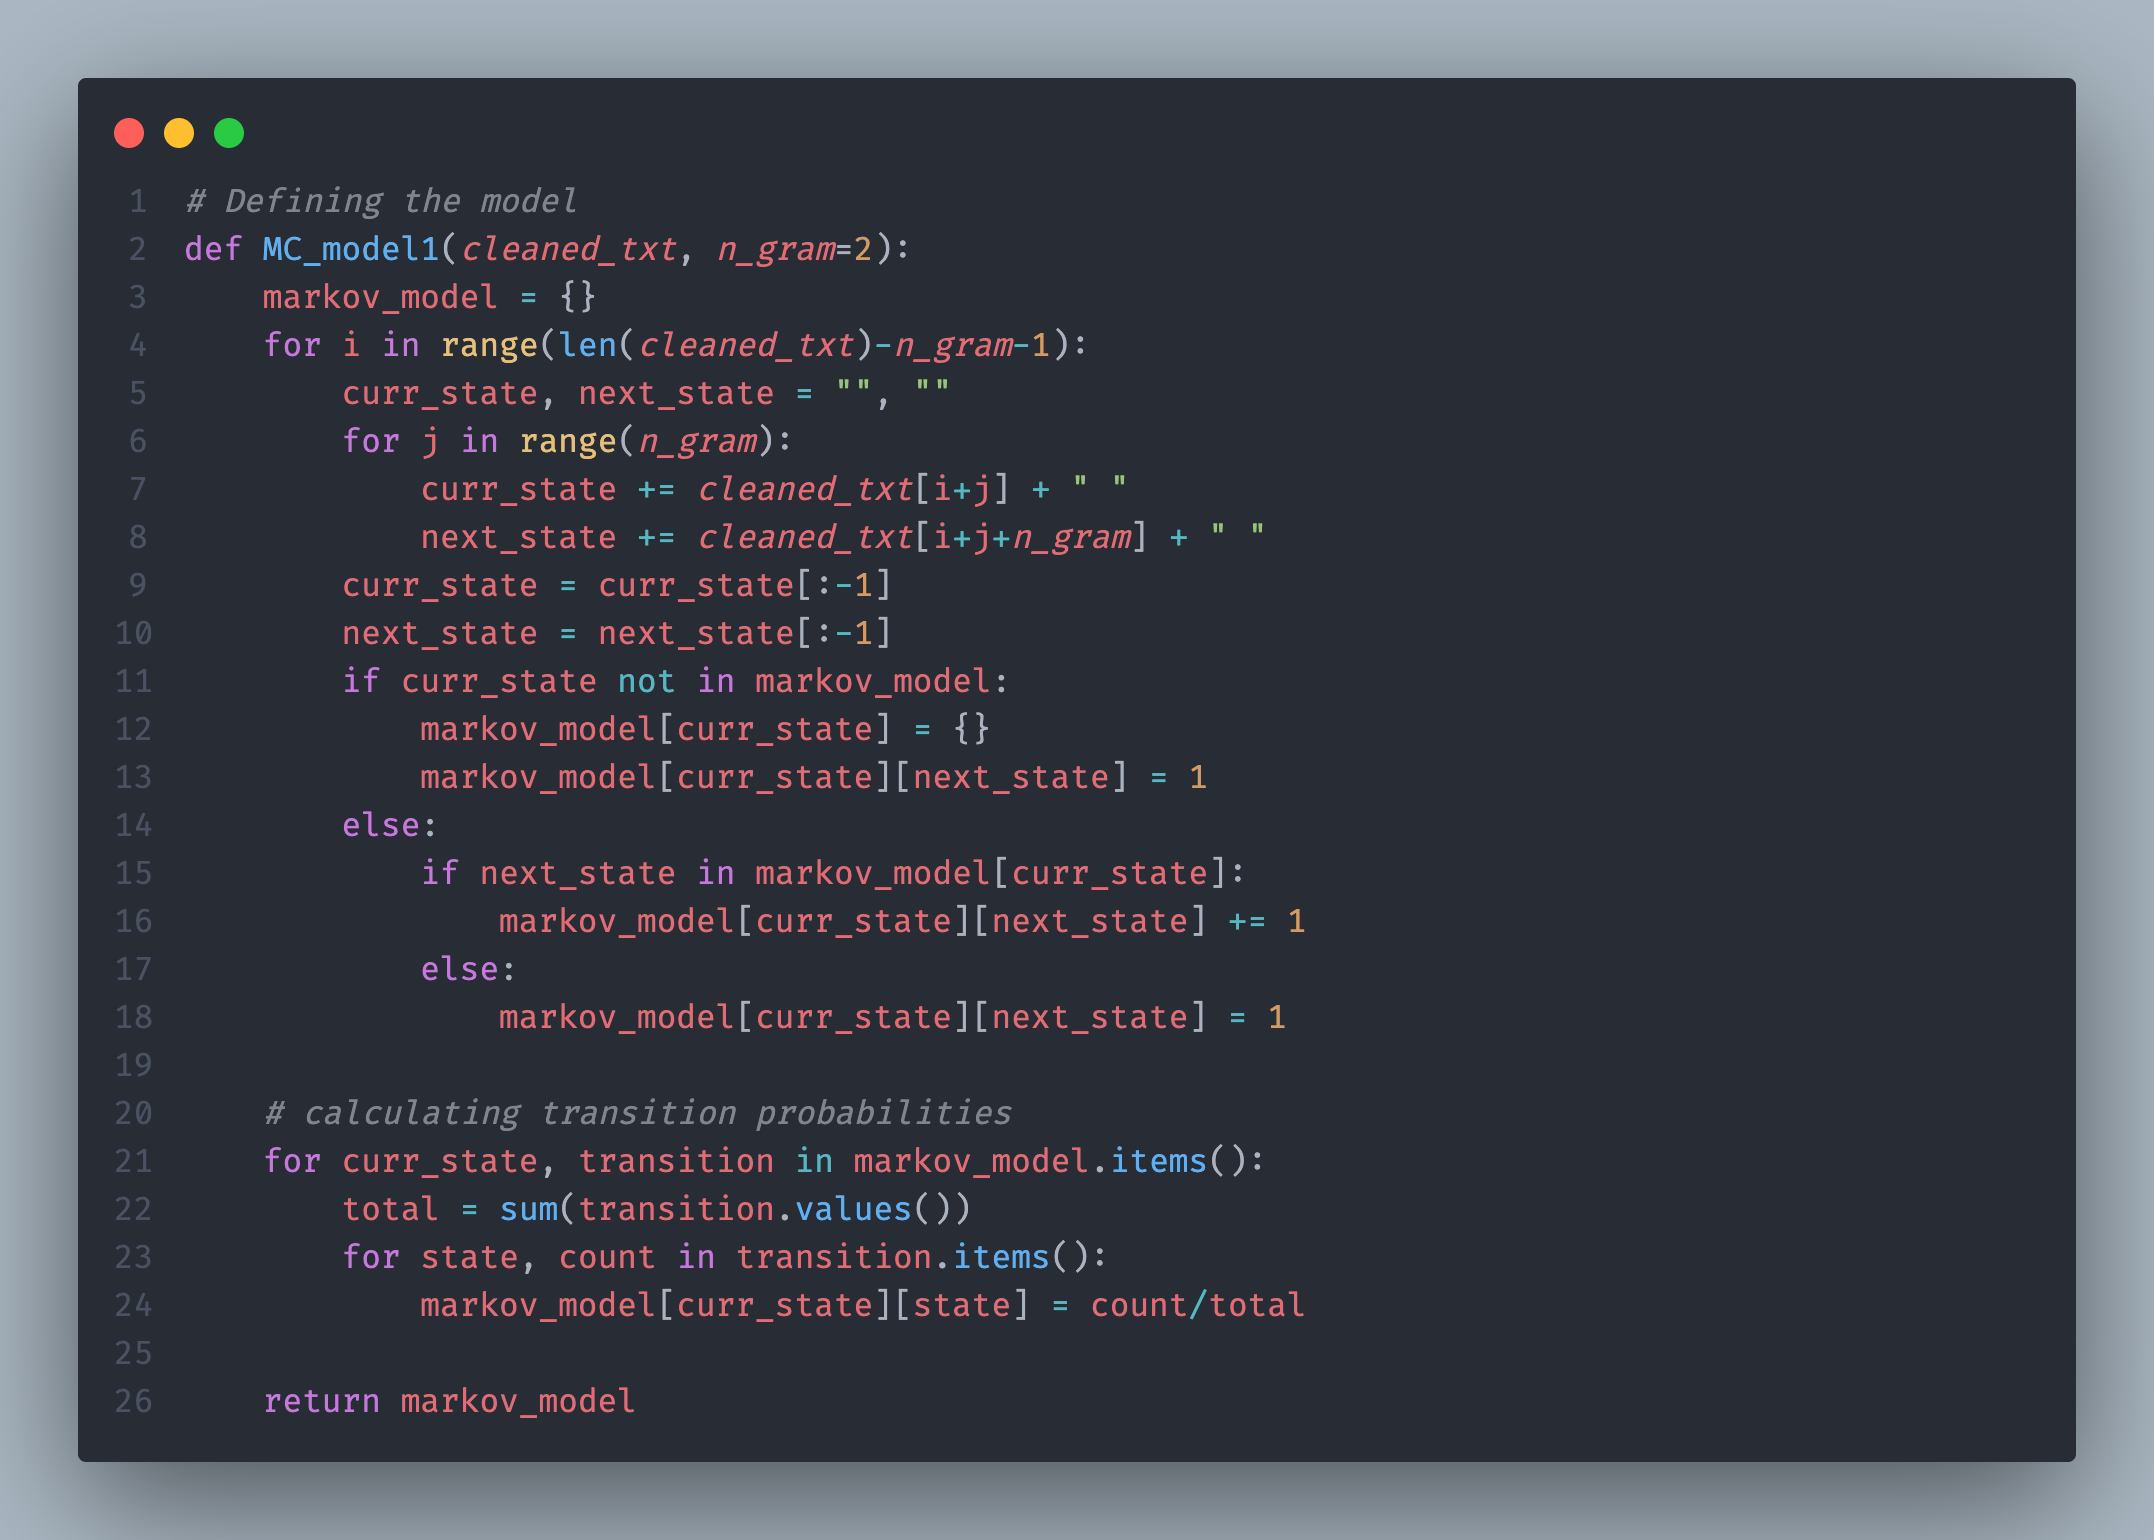 1 # Defining the model
2 def MC_model1(cleaned_txt, n_gram=2):
3     markov_model = {}
4     for i in range(len(cleaned_txt)-n_gram-1):
5         curr_state, next_state = "", ""
6         for j in range(n_gram):
7             curr_state += cleaned_txt[i+j] + " "
8             next_state += cleaned_txt[i+j+n_gram] + " "
9         curr_state = curr_state[:-1]
10         next_state = next_state[:-1]
11         if curr_state not in markov_model:
12             markov_model[curr_state] = {}
13             markov_model[curr_state][next_state] = 1
14         else:
15             if next_state in markov_model[curr_state]:
16                 markov_model[curr_state][next_state] += 1
17             else:
18                 markov_model[curr_state][next_state] = 1
19
20     # calculating transition probabilities
21     for curr_state, transition in markov_model.items():
22         total = sum(transition.values())
23         for state, count in transition.items():
24             markov_model[curr_state][state] = count/total
25
26     return markov_model